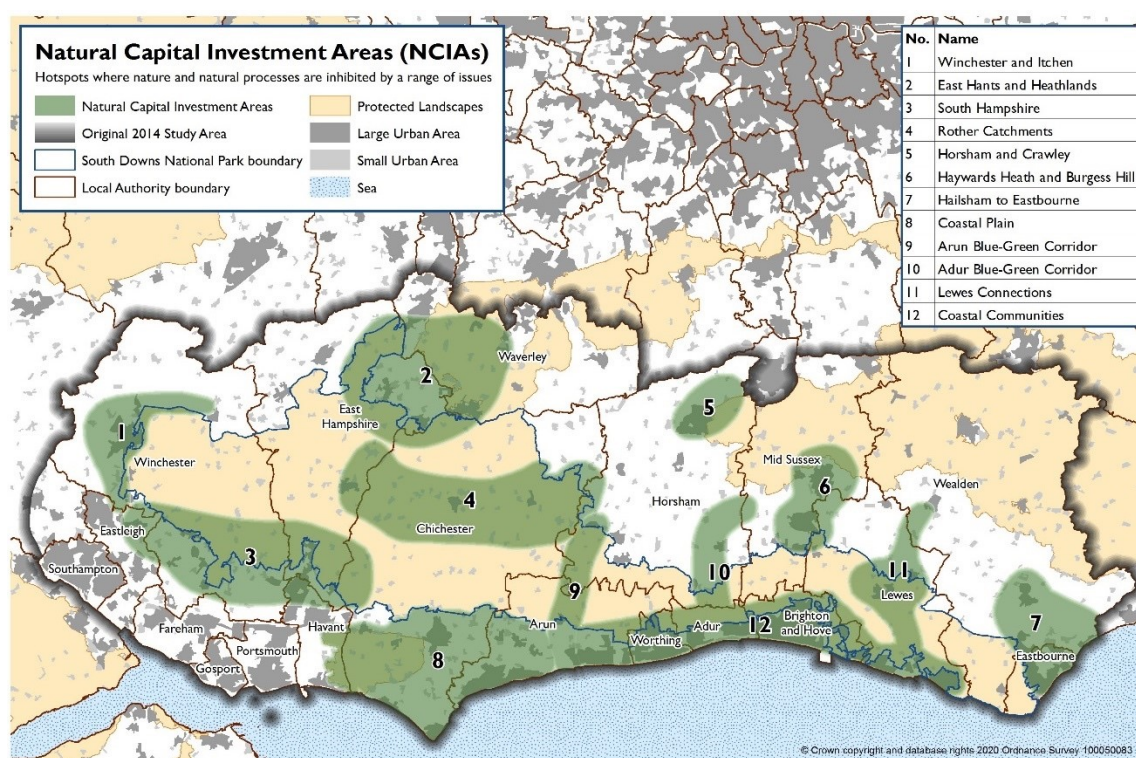 Natural Capital Investment Areas (NCIAs)
Hotspots where nature and natural processes are inhibited by a range of issues
Natural Capital Investment Areas
Protected Landscapes
Original 2014 Study Area
Large Urban Area
South Downs National Park boundary
Small Urban Area
Local Authority boundary
Sea
No. Name
1 Winchester and Itchen
2 East Hants and Heathlands
3 South Hampshire
4 Rother Catchments
5 Horsham and Crawley
6 Haywards Heath and Burgess Hill
7 Hailsham to Eastbourne
8 Coastal Plain
9 Arun Blue-Green Corridor
10 Adur Blue-Green Corridor
11 Lewes Connections
12 Coastal Communities
Waverley
2
East
Hampshire
5
1
Winchester
Mid Sussex
6
Wealden
4
Horsham
Chichester
Eastleigh
3
Southampton
10
11
9
Lewes
Fareham
Havant
Arun
Worthing
Adur
12
Brighton
and Hove
7
Portsmouth
8
Eastbourne
Gosport
© Crown copyright and database rights 2020 Ordnance Survey 100050083